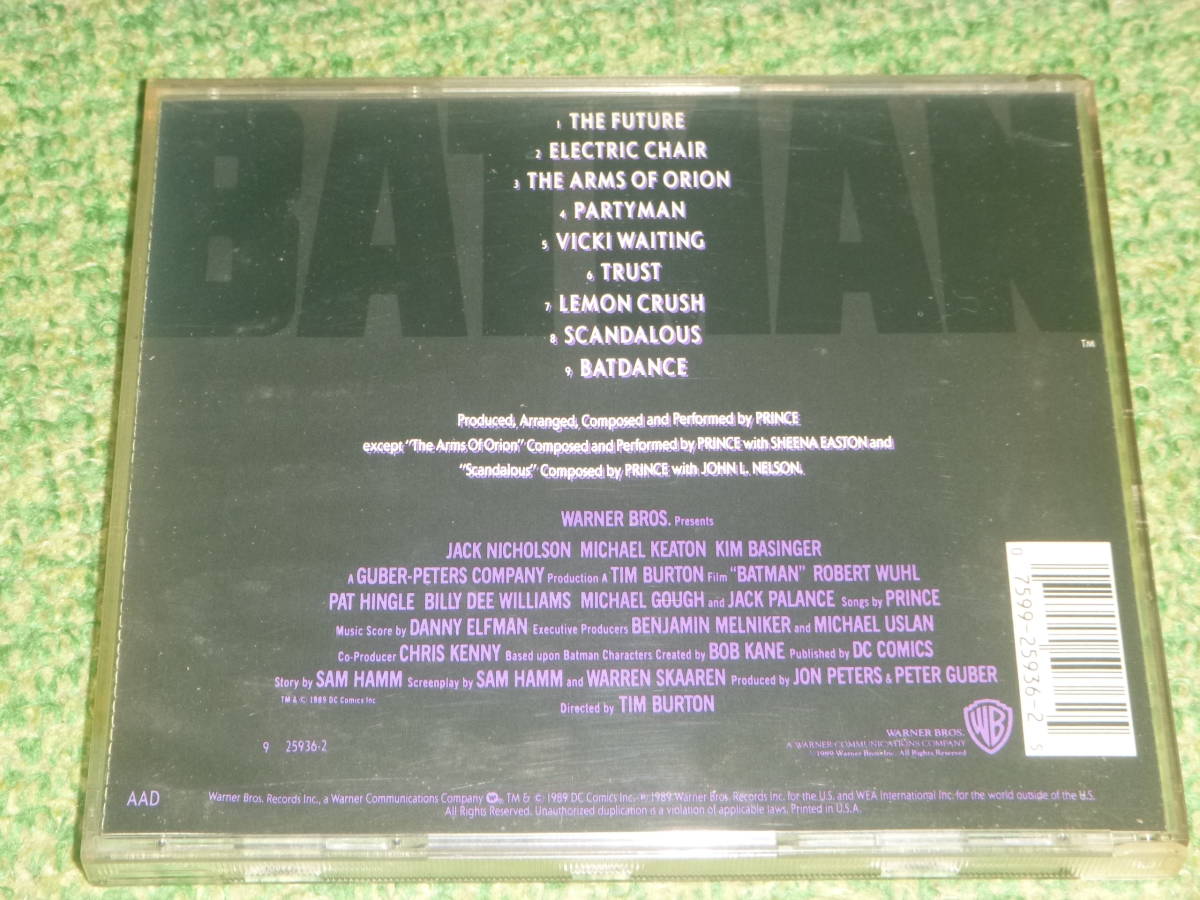 BATMAN
TM
1 THE FUTURE
2 ELECTRIC CHAIR
3 THE ARMS OF ORION
4 PARTYMAN
5 VICKI WAITING
6 TRUST
7 LEMON CRUSH
8 SCANDALOUS
9 BATDANCE
Produced, Arranged, Composed and Performed by PRINCE
except "The Arms Of Orion" Composed and Performed by PRINCE with SHEENA EASTON and
"Scandalous" Composed by PRINCE with JOHN L. NELSON.
WARNER BROS. Presents
JACK NICHOLSON MICHAEL KEATON KIM BASINGER
A GUBER-PETERS COMPANY Production A TIM BURTON Film "BATMAN" ROBERT WUHL
PAT HINGLE BILLY DEE WILLIAMS MICHAEL GOUGH and JACK PALANCE Songs by PRINCE
Music Score by DANNY ELFMAN Executive Producers BENJAMIN MELNIKER and MICHAEL USLAN
Co-Producer CHRIS KENNY Based upon Batman Characters Created by BOB KANE Published by DC COMICS
Story by SAM HAMM Screenplay by SAM HAMM and WARREN SKAAREN Produced by JON PETERS & PETER GUBER
TM & © 1989 DC Comics Inc
Directed by TIM BURTON
0 7599-25936-2 5
WB
WARNER BROS.
A WARNER COMMUNICATIONS COMPANY
© 1989 Warner Bros. Inc. All Rights Reserved
9 25936-2
AAD
Warner Bros. Records Inc., a Warner Communications Company W, TM & © 1989 DC Comics Inc. ℗ 1989 Warner Bros. Records Inc. for the U.S. and WEA International Inc. for the world outside of the U.S.
All Rights Reserved. Unauthorized duplication is a violation of applicable laws. Printed in U.S.A.